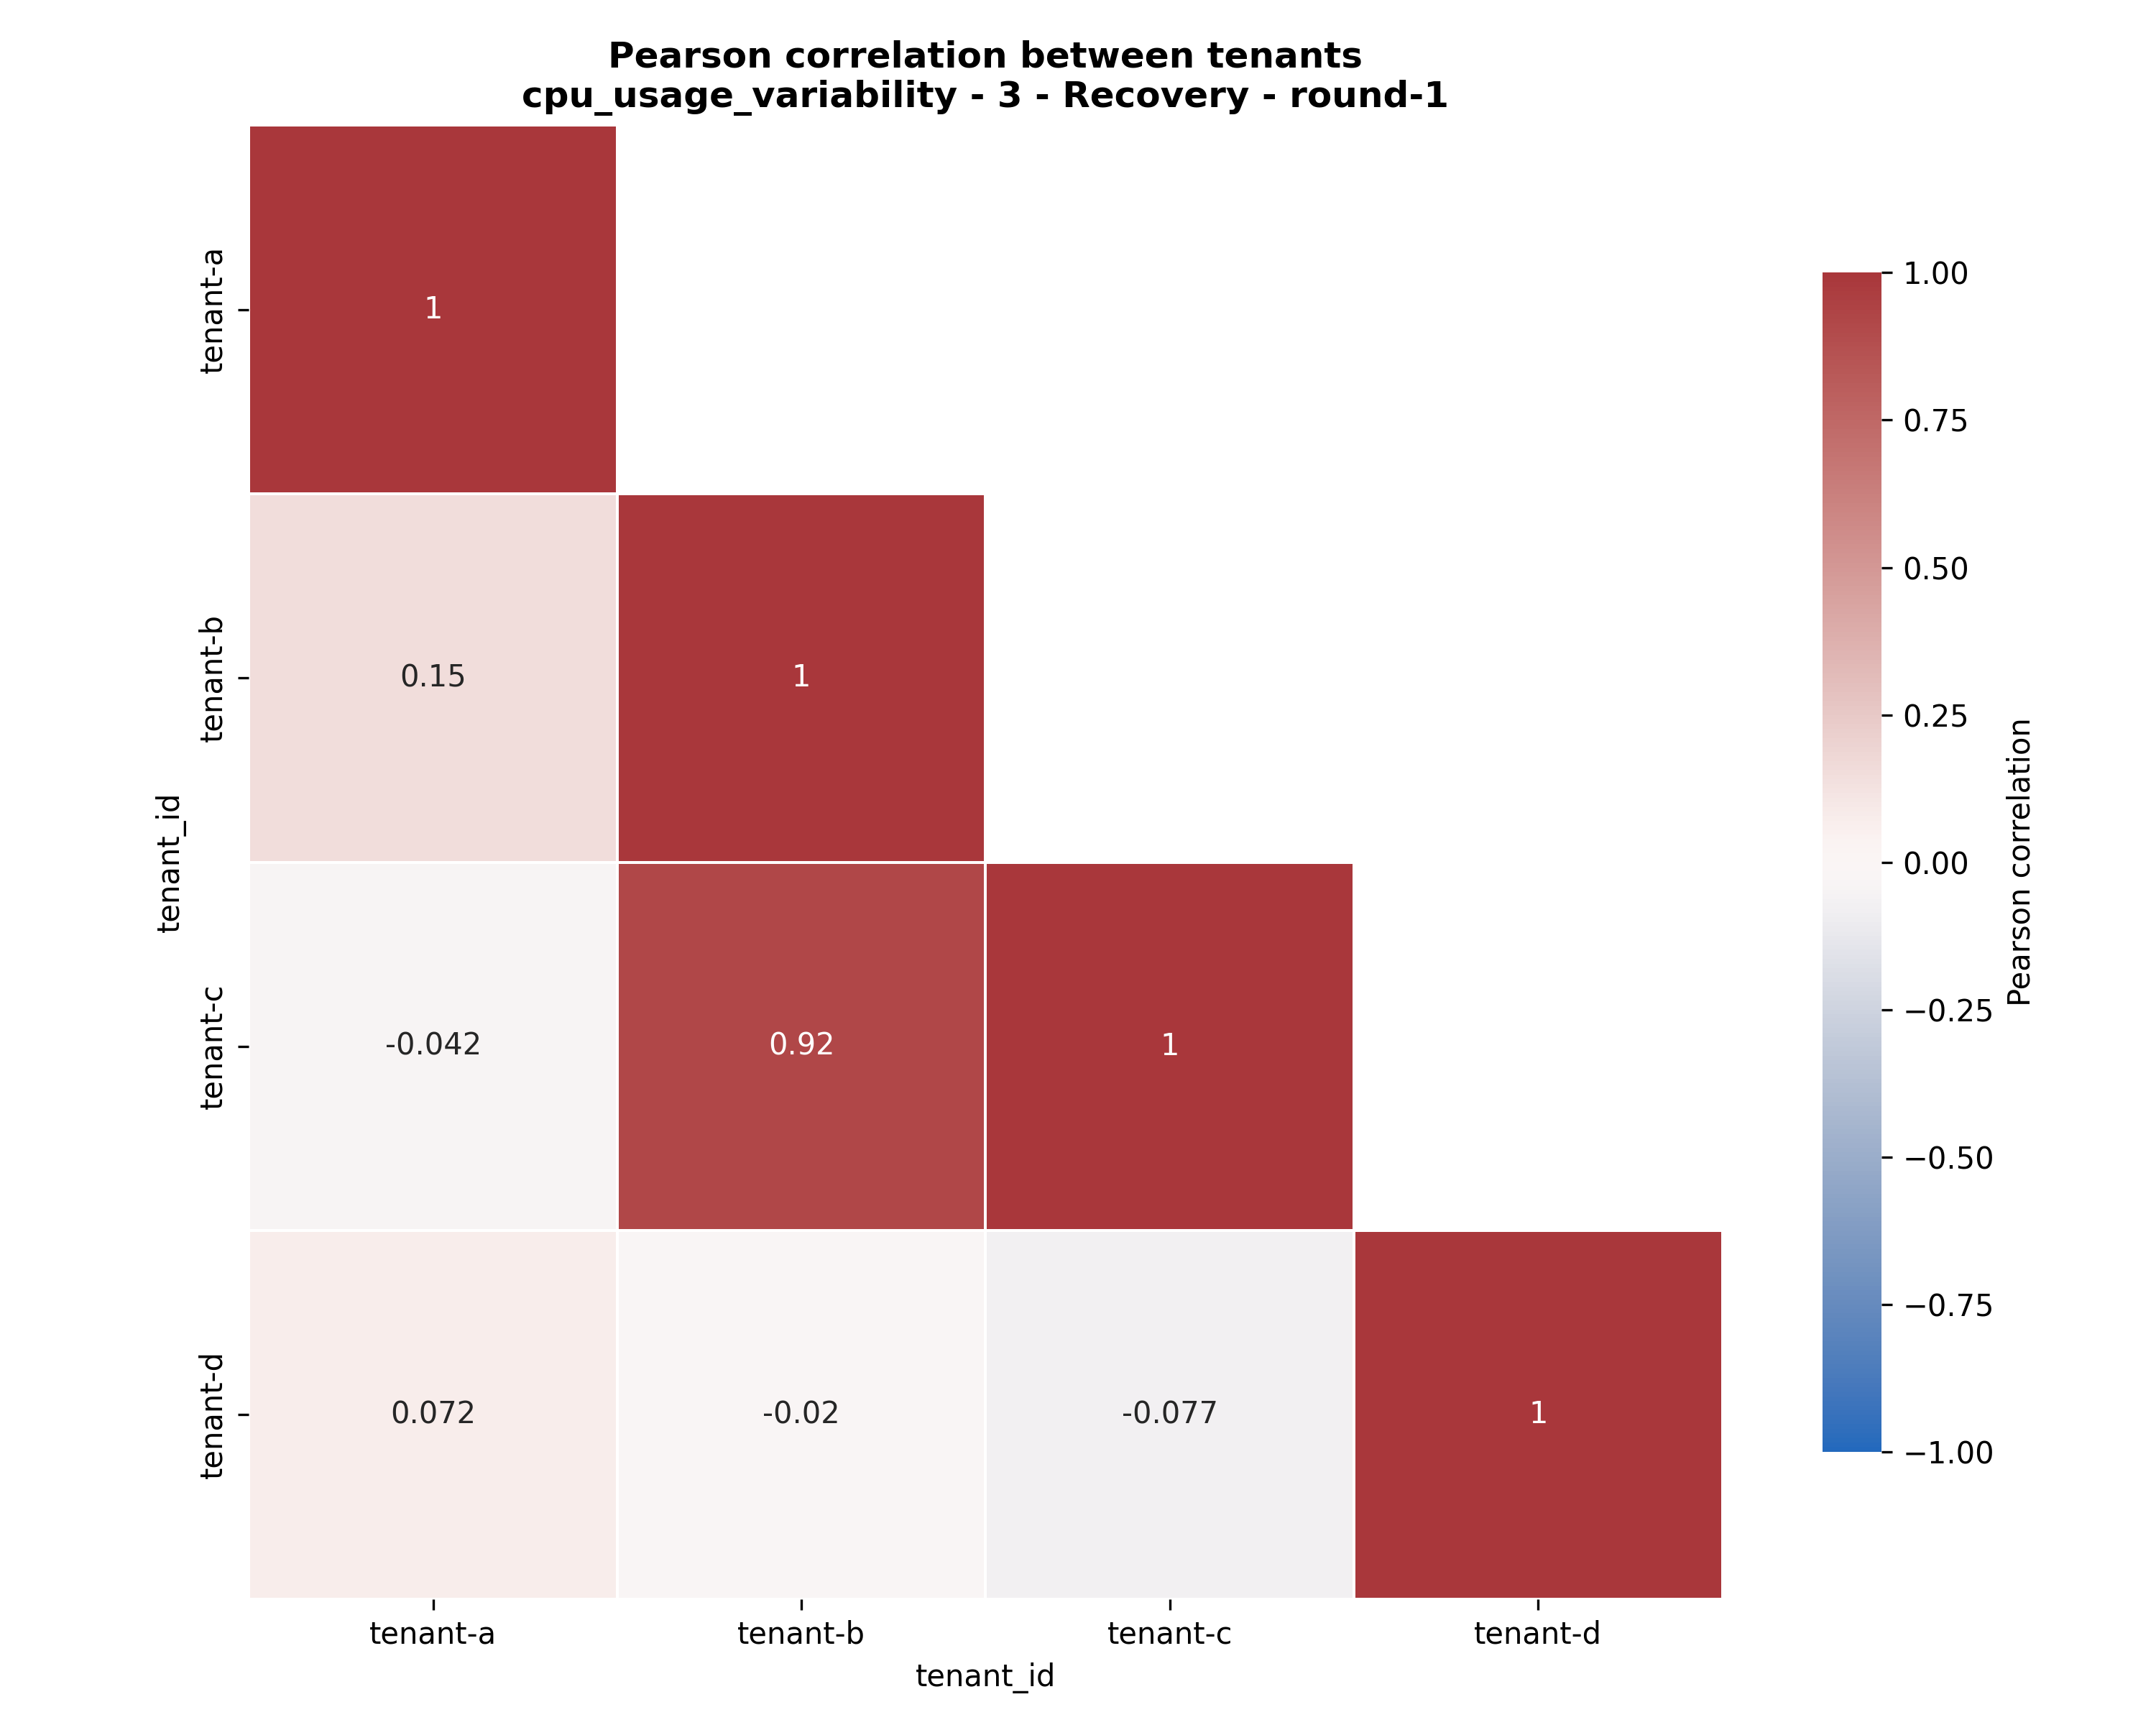 Pearson correlation between tenants
cpu_usage_variability - 3 - Recovery - round-1
tenant-a
1
tenant-b
0.15
1
tenant-c
-0.042
0.92
1
tenant-d
0.072
-0.02
-0.077
1
tenant_id
tenant-a
tenant-b
tenant-c
tenant-d
tenant_id
1.00
0.75
0.50
0.25
0.00
−0.25
−0.50
−0.75
−1.00
Pearson correlation